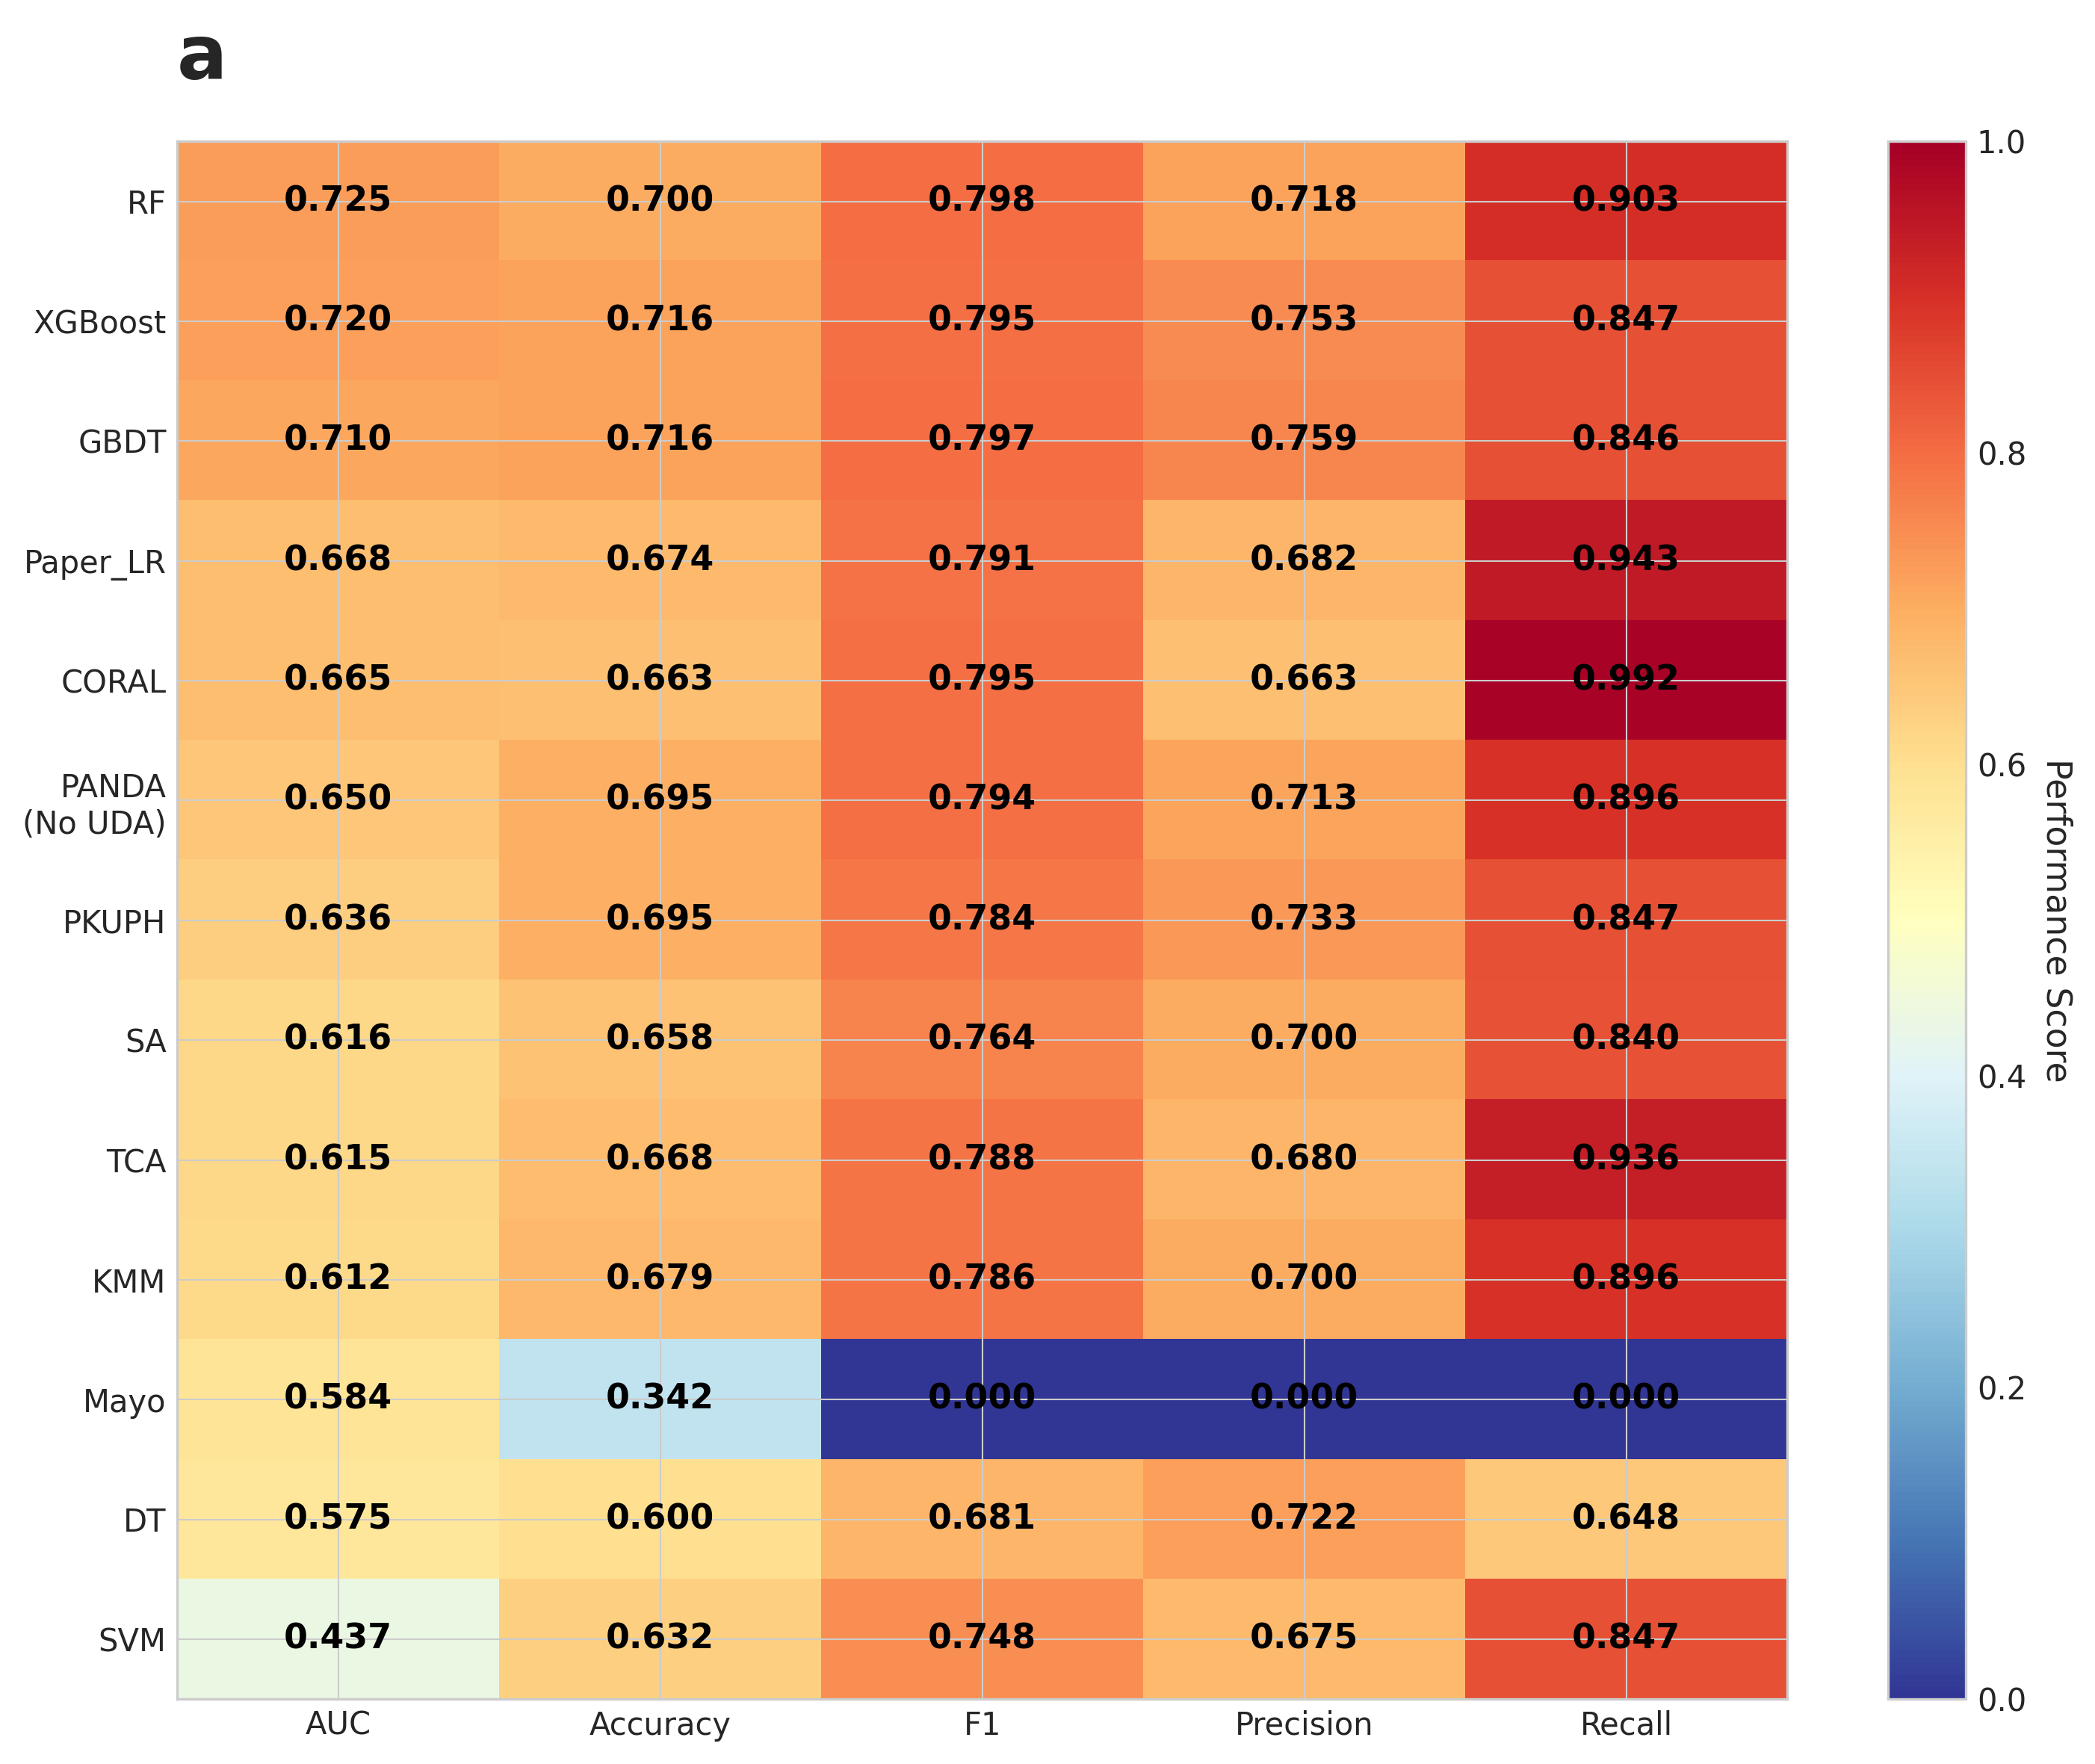 a
RF 0.725 0.700 0.798 0.718 0.903
XGBoost 0.720 0.716 0.795 0.753 0.847
GBDT 0.710 0.716 0.797 0.759 0.846
Paper_LR 0.668 0.674 0.791 0.682 0.943
CORAL 0.665 0.663 0.795 0.663 0.992
PANDA
(No UDA) 0.650 0.695 0.794 0.713 0.896
PKUPH 0.636 0.695 0.784 0.733 0.847
SA 0.616 0.658 0.764 0.700 0.840
TCA 0.615 0.668 0.788 0.680 0.936
KMM 0.612 0.679 0.786 0.700 0.896
Mayo 0.584 0.342 0.000 0.000 0.000
DT 0.575 0.600 0.681 0.722 0.648
SVM 0.437 0.632 0.748 0.675 0.847
AUC Accuracy F1 Precision Recall
1.0
0.8
0.6
0.4
0.2
0.0
Performance Score